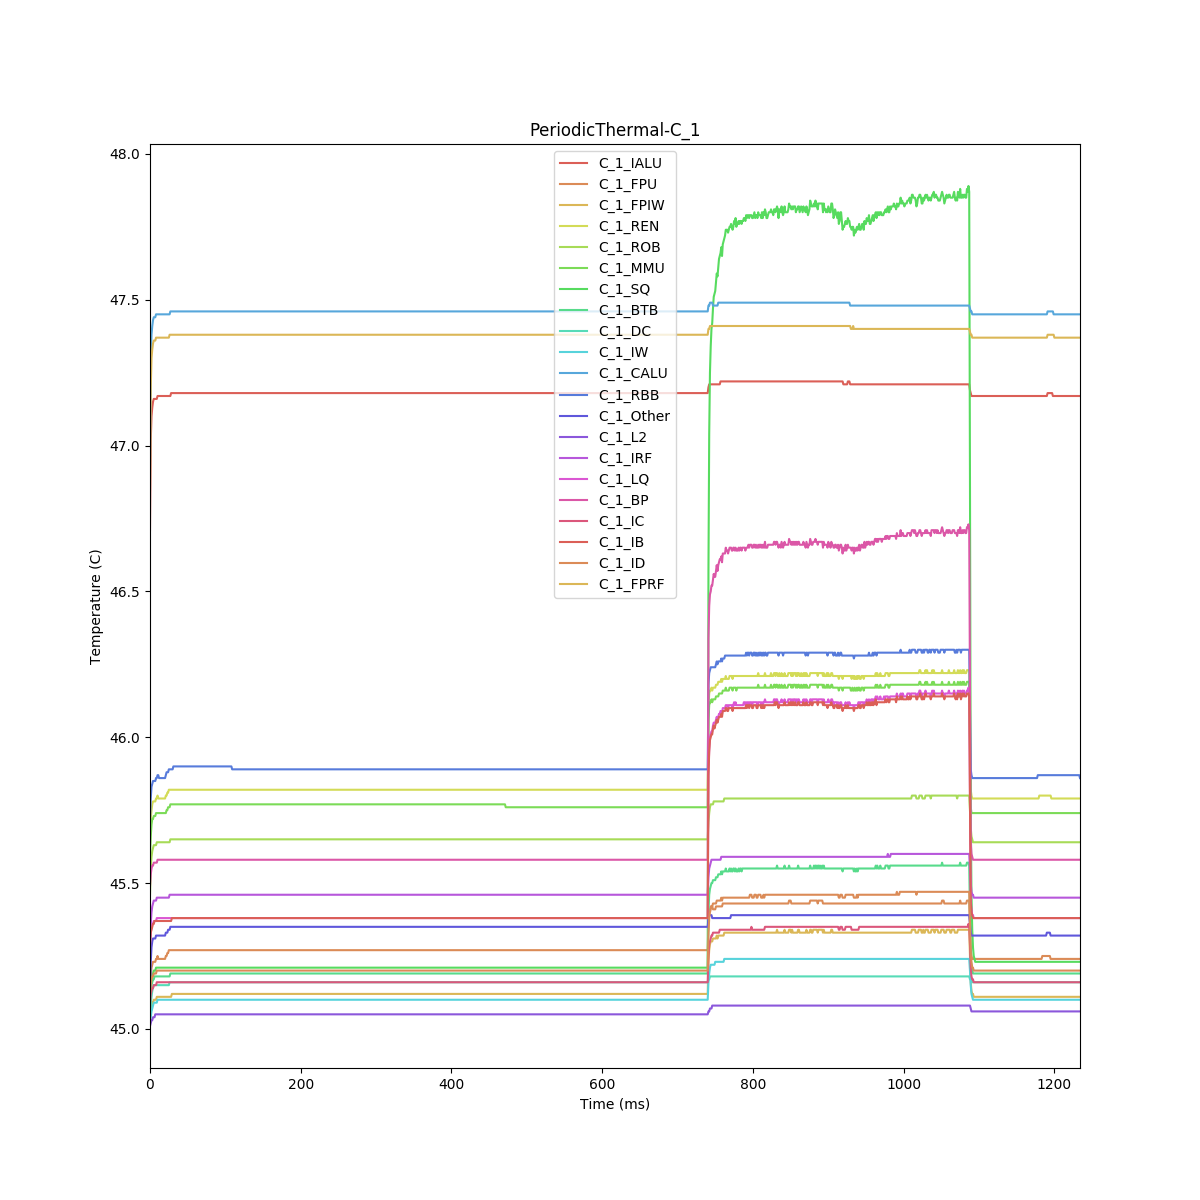 PeriodicThermal-C_1
48.0
47.5
47.0
46.5
46.0
45.5
45.0
Temperature (C)
C_1_IALU
C_1_FPU
C_1_FPIW
C_1_REN
C_1_ROB
C_1_MMU
C_1_SQ
C_1_BTB
C_1_DC
C_1_IW
C_1_CALU
C_1_RBB
C_1_Other
C_1_L2
C_1_IRF
C_1_LQ
C_1_BP
C_1_IC
C_1_IB
C_1_ID
C_1_FPRF
0 200 400 600 800 1000 1200
Time (ms)